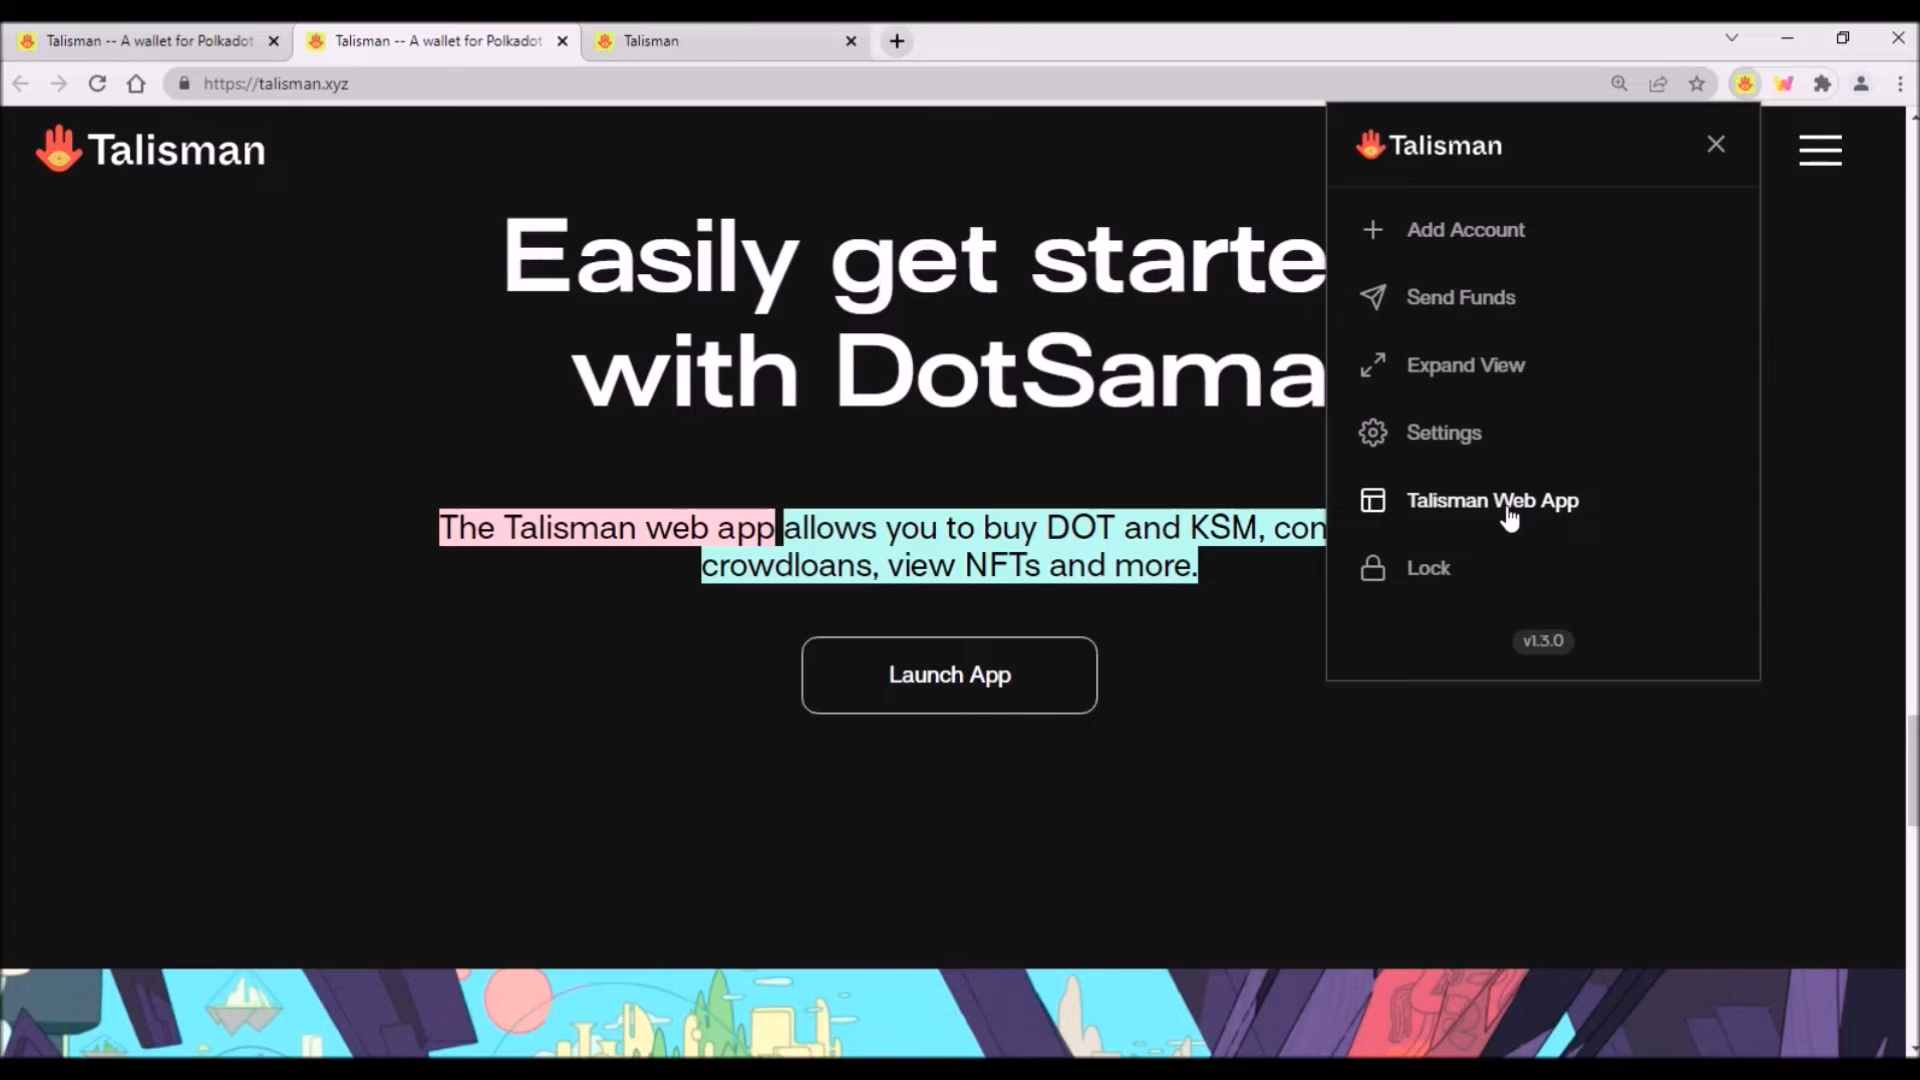 Talisman -- A wallet for Polkadot
Talisman -- A wallet for Polkadot
Talisman
https://talisman.xyz
Talisman
Easily get starte
with DotSama
The Talisman web app allows you to buy DOT and KSM, con
crowdloans, view NFTs and more.
Launch App
Talisman
Add Account
Send Funds
Expand View
Settings
Talisman Web App
Lock
v1.3.0